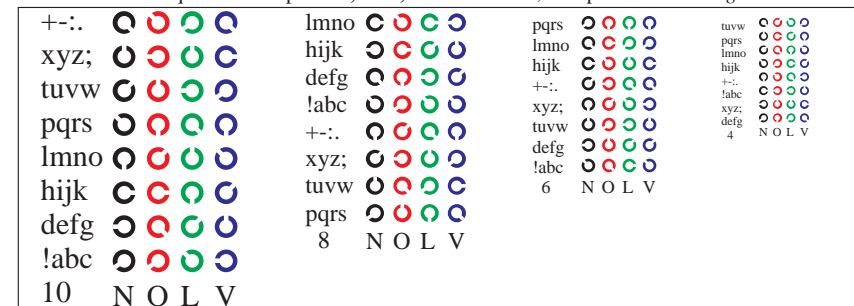 +-:.
xyz;
tuvw
pqrs
lmno
hijk
defg
!abc
10 N O L V
lmno
hijk
defg
!abc
+-:.
xyz;
tuvw
pqrs
8 N O L V
pqrs
lmno
hijk
+-:.
xyz;
tuvw
defg
!abc
6 N O L V
tuvw
pqrs
lmno
hijk
+-:.
!abc
xyz;
defg
4 N O L V